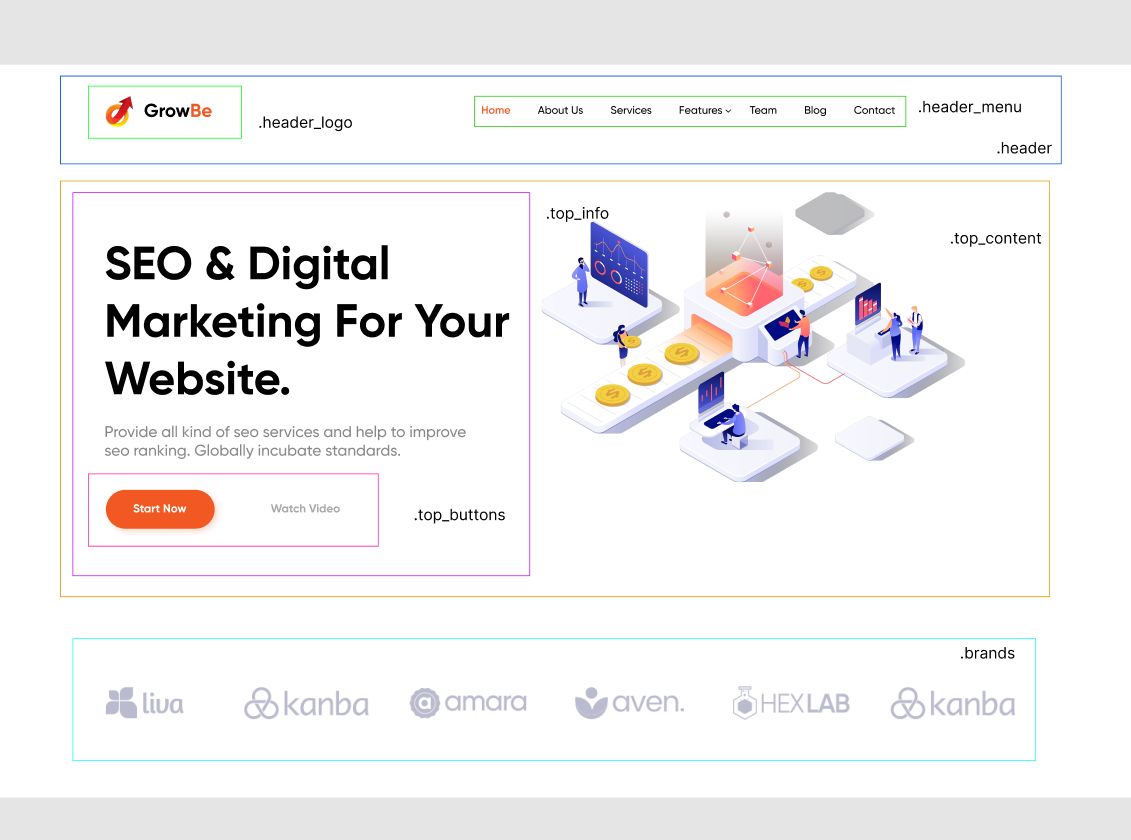 GrowBe
.header_logo
Home About Us Services Features Team Blog Contact
.header_menu
.header
.top_info
.top_content
SEO & Digital
Marketing For Your
Website.
Provide all kind of seo services and help to improve
seo ranking. Globally incubate standards.
Start Now
Watch Video
.top_buttons
.brands
liva
kanba
amara
aven.
HEXLAB
kanba